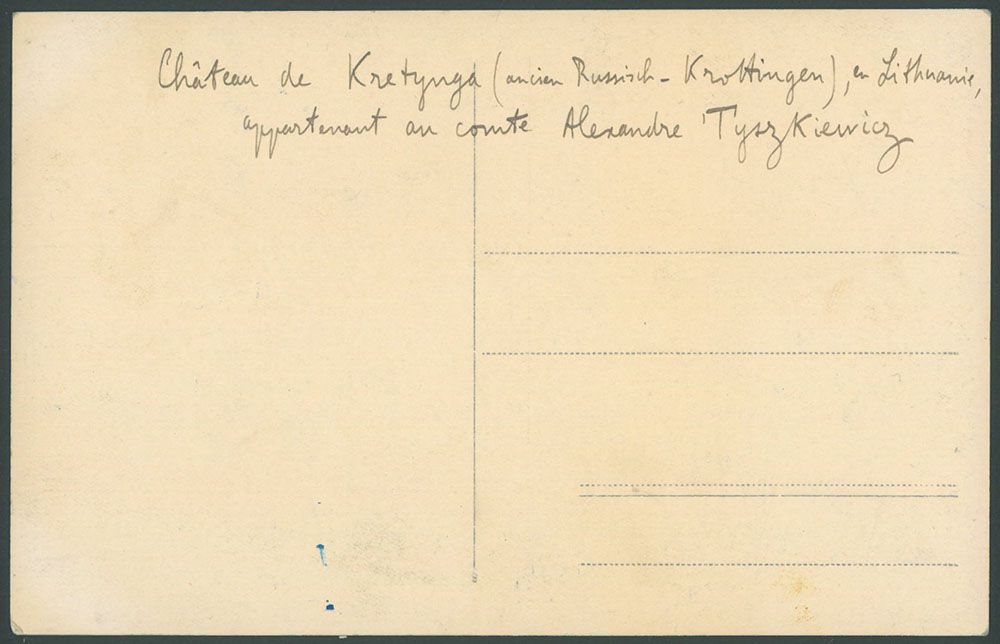 Château de Kretynga (ancien Russisch-Krottingen), en Lithuanie,
appartenant au comte Alexandre Tyszkiewicz